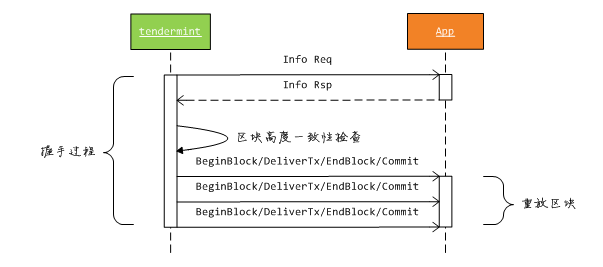 tendermint
App
Info Req
Info Rsp
区块高度一致性检查
握手过程
BeginBlock/DeliverTx/EndBlock/Commit
BeginBlock/DeliverTx/EndBlock/Commit
重放区块
BeginBlock/DeliverTx/EndBlock/Commit